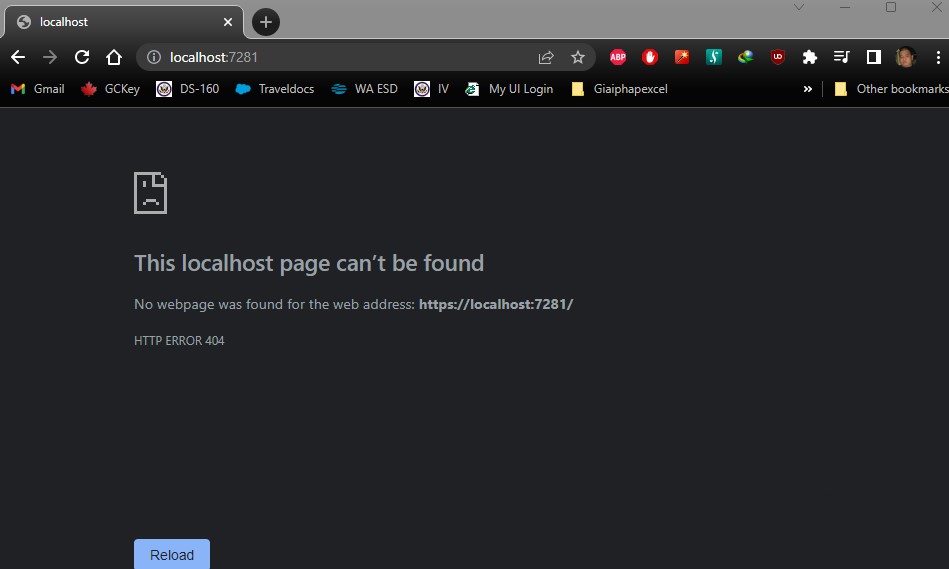 localhost
localhost:7281
ABP
UD
Gmail GCKey DS-160 Traveldocs WA ESD IV My UI Login Giaiphapexcel » Other bookmarks
This localhost page can’t be found
No webpage was found for the web address: https://localhost:7281/
HTTP ERROR 404
Reload